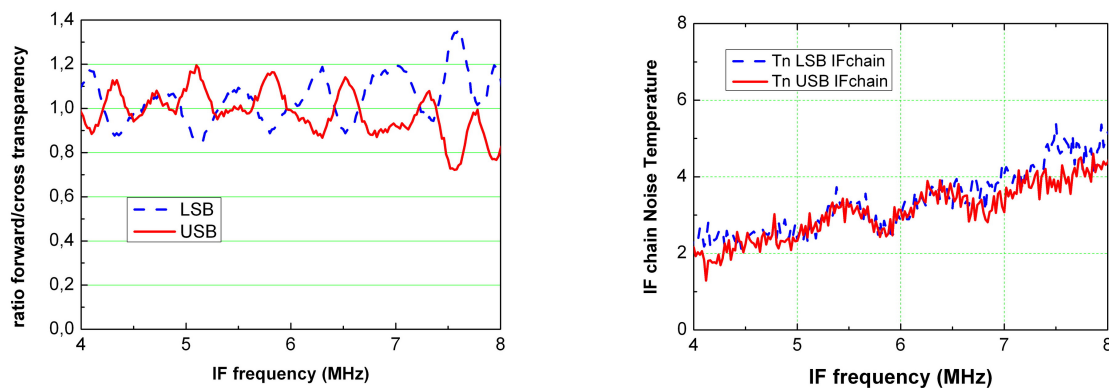 ratio forward/cross transparency
1,4
1,2
1,0
0,8
0,6
0,4
0,2
0,0
LSB
USB
4 5 6 7 8
IF frequency (MHz)
IF chain Noise Temperature
8
6
4
2
0
Tn LSB IFchain
Tn USB IFchain
4 5 6 7 8
IF frequency (MHz)